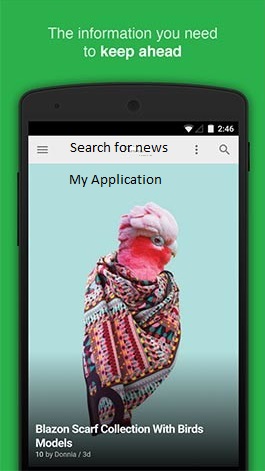 The information you need
to keep ahead
2:46
Search for news
My Application
Blazon Scarf Collection With Birds
Models
10 by Donnia / 3d